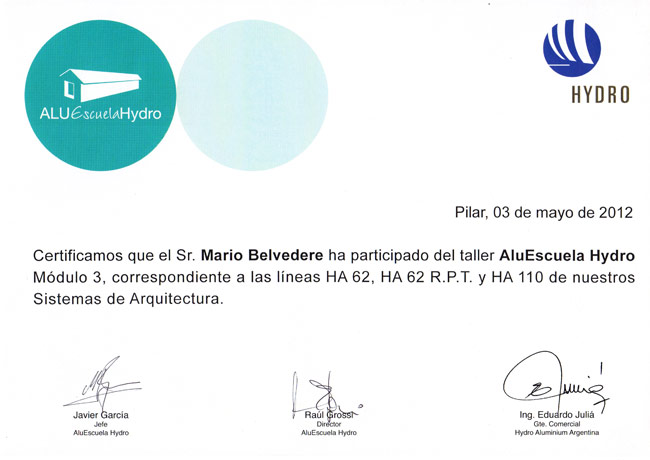 ALUEscuelaHydro
HYDRO
Pilar, 03 de mayo de 2012
Certificamos que el Sr. Mario Belvedere ha participado del taller AluEscuela Hydro
Módulo 3, correspondiente a las líneas HA 62, HA 62 R.P.T. y HA 110 de nuestros
Sistemas de Arquitectura.
Javier García
Jefe
AluEscuela Hydro
Raúl Grossi
Director
AluEscuela Hydro
Ing. Eduardo Juliá
Gte. Comercial
Hydro Aluminium Argentina